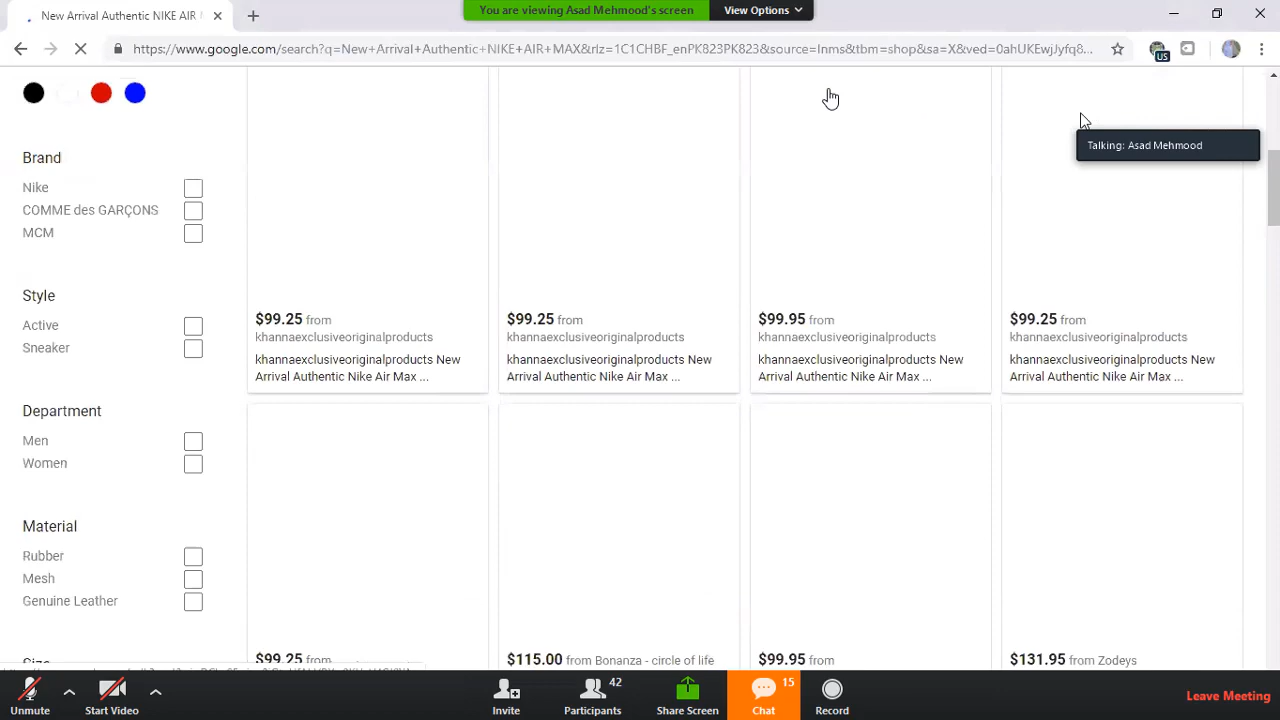 New Arrival Authentic NIKE AIR
You are viewing Asad Mehmood's screen
View Options
https://www.google.com/search?q=New+Arrival+Authentic+NIKE+AIR+MAX&rlz=1C1CHBF_enPK823PK823&source=lnms&tbm=shop&sa=X&ved=0ahUKEwjJyfq8...
US
Talking: Asad Mehmood
Brand
Nike
COMME des GARÇONS
MCM
Style
Active
Sneaker
Department
Men
Women
Material
Rubber
Mesh
Genuine Leather
Size
$99.25 from
khannaexclusiveoriginalproducts
khannaexclusiveoriginalproducts New
Arrival Authentic Nike Air Max ...
$99.25 from
khannaexclusiveoriginalproducts
khannaexclusiveoriginalproducts New
Arrival Authentic Nike Air Max ...
$99.95 from
khannaexclusiveoriginalproducts
khannaexclusiveoriginalproducts New
Arrival Authentic Nike Air Max ...
$99.25 from
khannaexclusiveoriginalproducts
khannaexclusiveoriginalproducts New
Arrival Authentic Nike Air Max ...
$99.25 from
$115.00 from Bonanza - circle of life
$99.95 from
$131.95 from Zodeys
Unmute
Start Video
Invite
42
Participants
Share Screen
15
Chat
Record
Leave Meeting